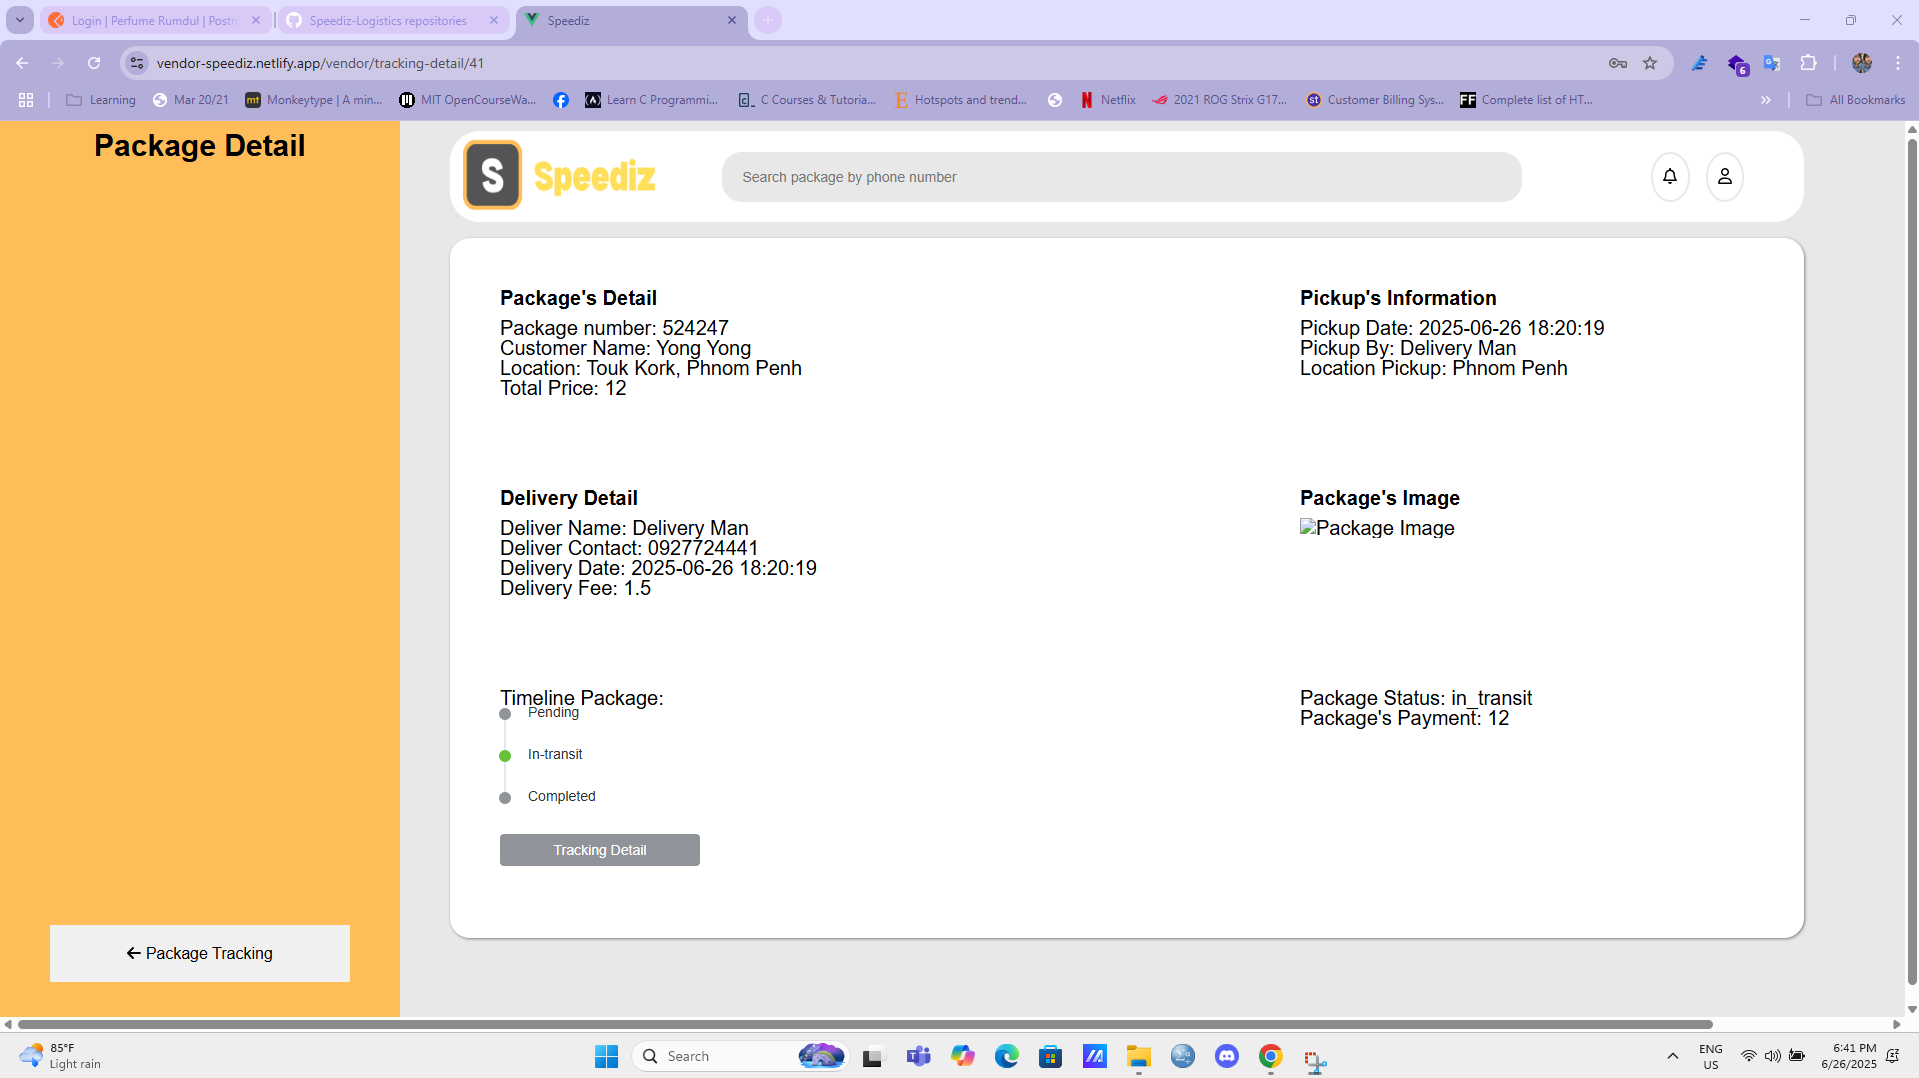 Login | Perfume Rumdul | Postm
Speediz-Logistics repositories
Speediz
vendor-speediz.netlify.app/vendor/tracking-detail/41
6
Learning
Mar 20/21
mt
Monkeytype | A min...
MIT OpenCourseWa...
Learn C Programmi...
C Courses & Tutoria...
E
Hotspots and trend...
N
Netflix
2021 ROG Strix G17...
st
Customer Billing Sys...
FF
Complete list of HT...
All Bookmarks
Package Detail
S
Speediz
Search package by phone number
Package's Detail
Package number: 524247
Customer Name: Yong Yong
Location: Touk Kork, Phnom Penh
Total Price: 12
Pickup's Information
Pickup Date: 2025-06-26 18:20:19
Pickup By: Delivery Man
Location Pickup: Phnom Penh
Delivery Detail
Deliver Name: Delivery Man
Deliver Contact: 0927724441
Delivery Date: 2025-06-26 18:20:19
Delivery Fee: 1.5
Package's Image
Package Image
Timeline Package:
Pending
In-transit
Completed
Tracking Detail
Package Status: in_transit
Package's Payment: 12
Package Tracking
85°F
Light rain
Search
ENG
US
6:41 PM
6/26/2025